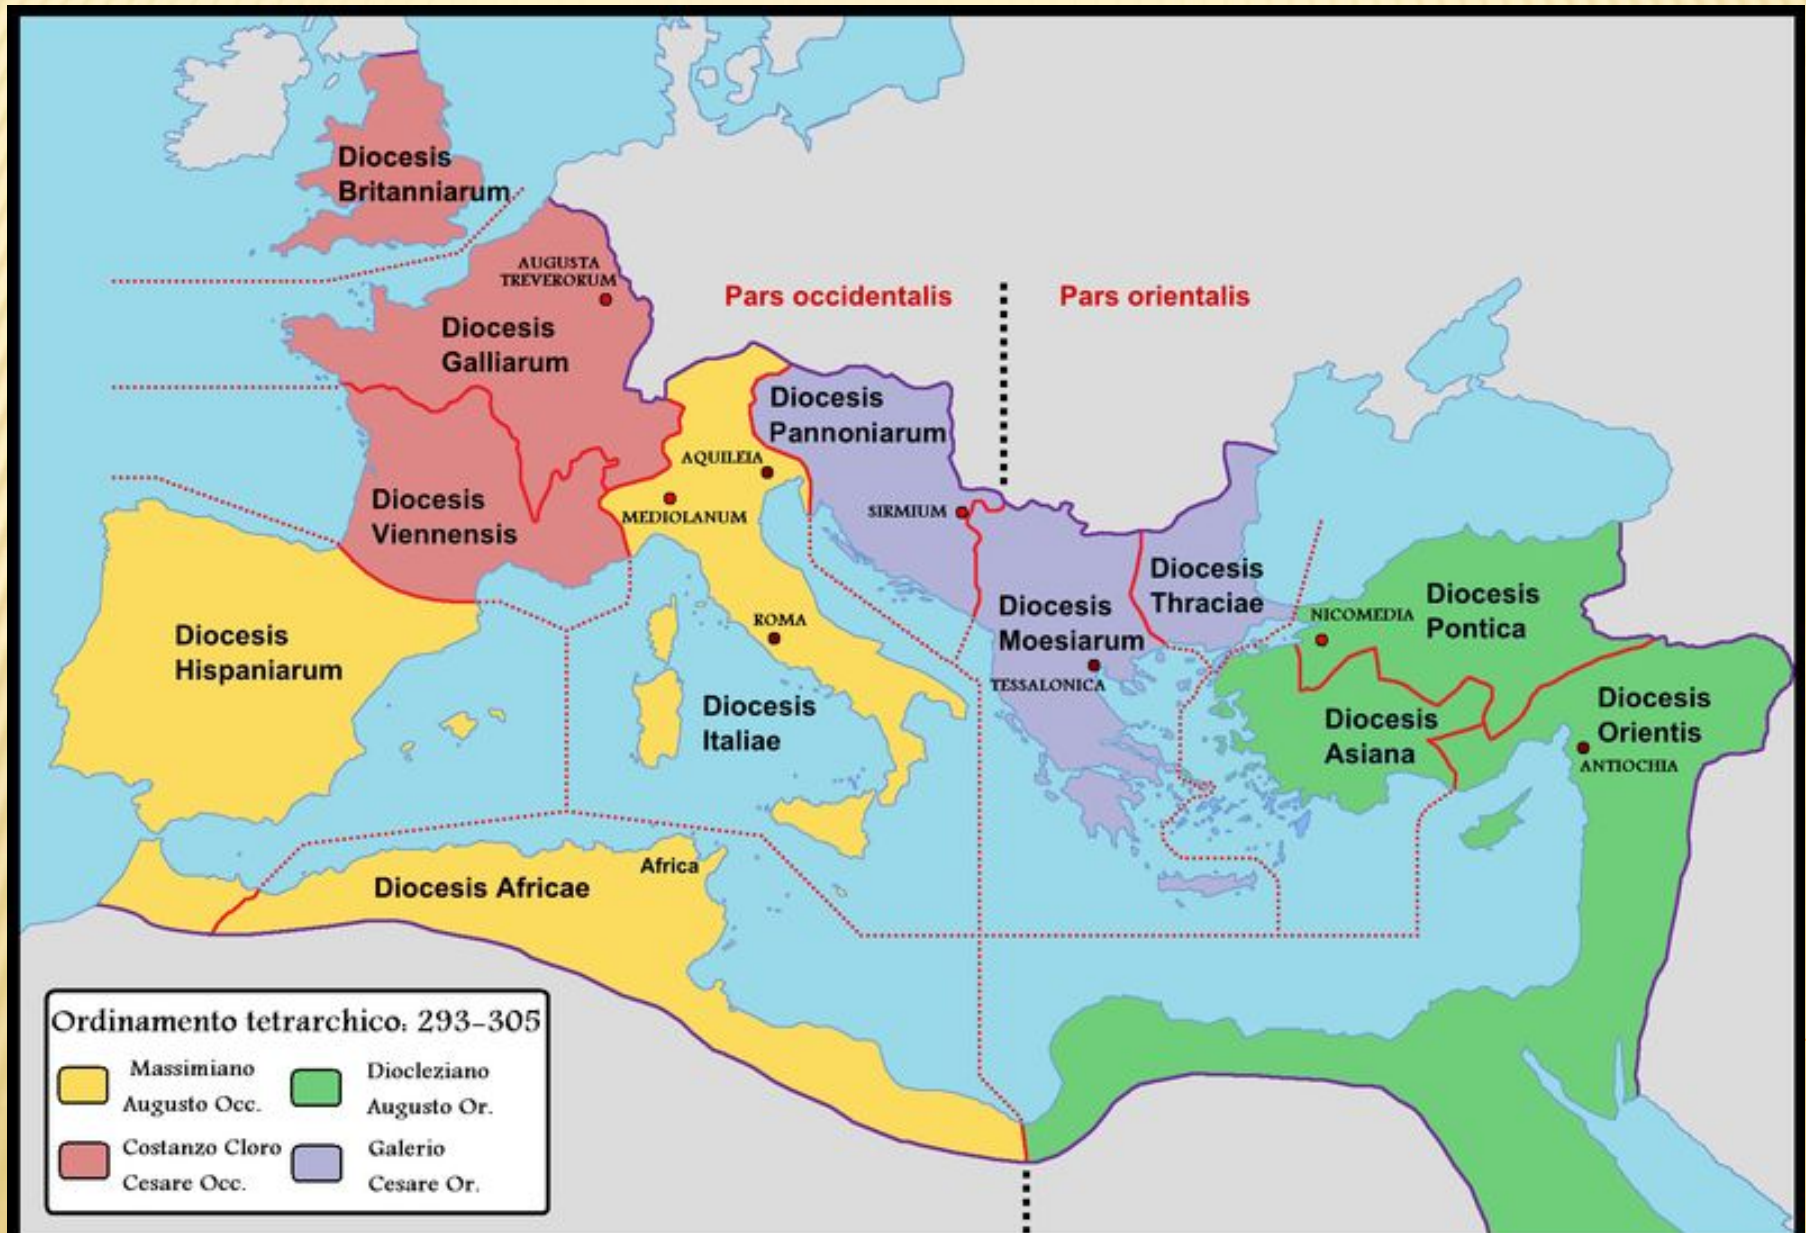 Diocesis
Britanniarum
AUGUSTA
TREVERORUM
Pars occidentalis
Pars orientalis
Diocesis
Galliarum
Diocesis
Pannoniarum
AQUILEIA
MEDIOLANUM
Diocesis
Viennensis
SIRMIUM
Diocesis
Thraciae
Diocesis
Moesiarum
TESSALONICA
NICOMEDIA
Diocesis
Pontica
Diocesis
Hispaniarum
ROMA
Diocesis
Italiae
Diocesis
Asiana
Diocesis
Orientis
ANTIOCHIA
Africa
Diocesis Africae
Ordinamento tetrarchico: 293-305
Massimiano
Augusto Occ.
Diocleziano
Augusto Or.
Costanzo Cloro
Cesare Occ.
Galerio
Cesare Or.